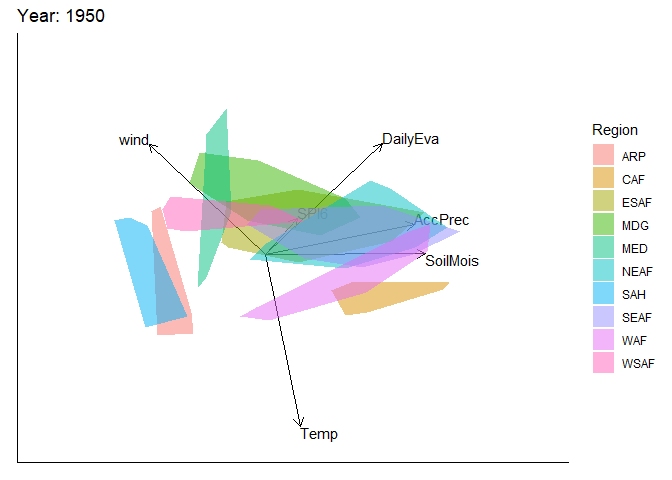 Year: 1950
wind
DailyEva
SPI6
AccPrec
SoilMois
Temp
Region
ARP
CAF
ESAF
MDG
MED
NEAF
SAH
SEAF
WAF
WSAF